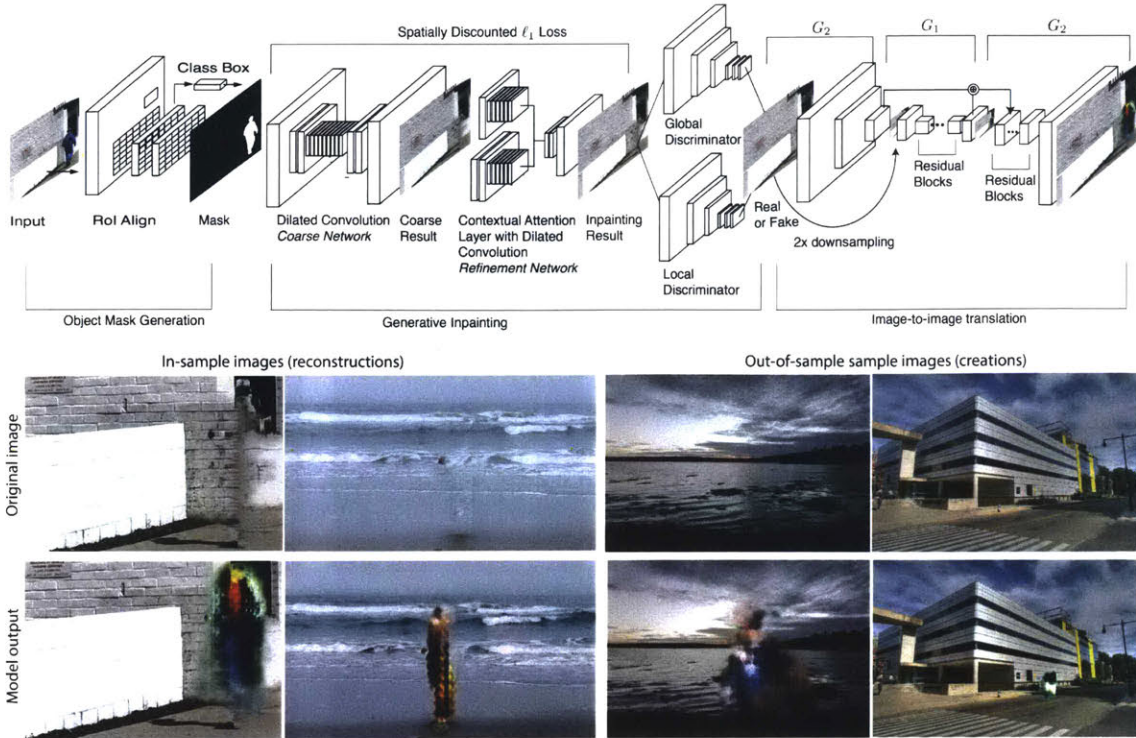 Spatially Discounted ℓ₁ Loss
G₂
G₁
G₂
Class Box
Global
Discriminator
Residual
Blocks
Residual
Blocks
Input
RoI Align
Mask
Dilated Convolution
Coarse Network
Coarse
Result
Contextual Attention
Layer with Dilated
Convolution
Refinement Network
Inpainting
Result
Real
or Fake
2x downsampling
Local
Discriminator
Object Mask Generation
Generative Inpainting
Image-to-image translation
In-sample images (reconstructions)
Out-of-sample sample images (creations)
Original image
Model output